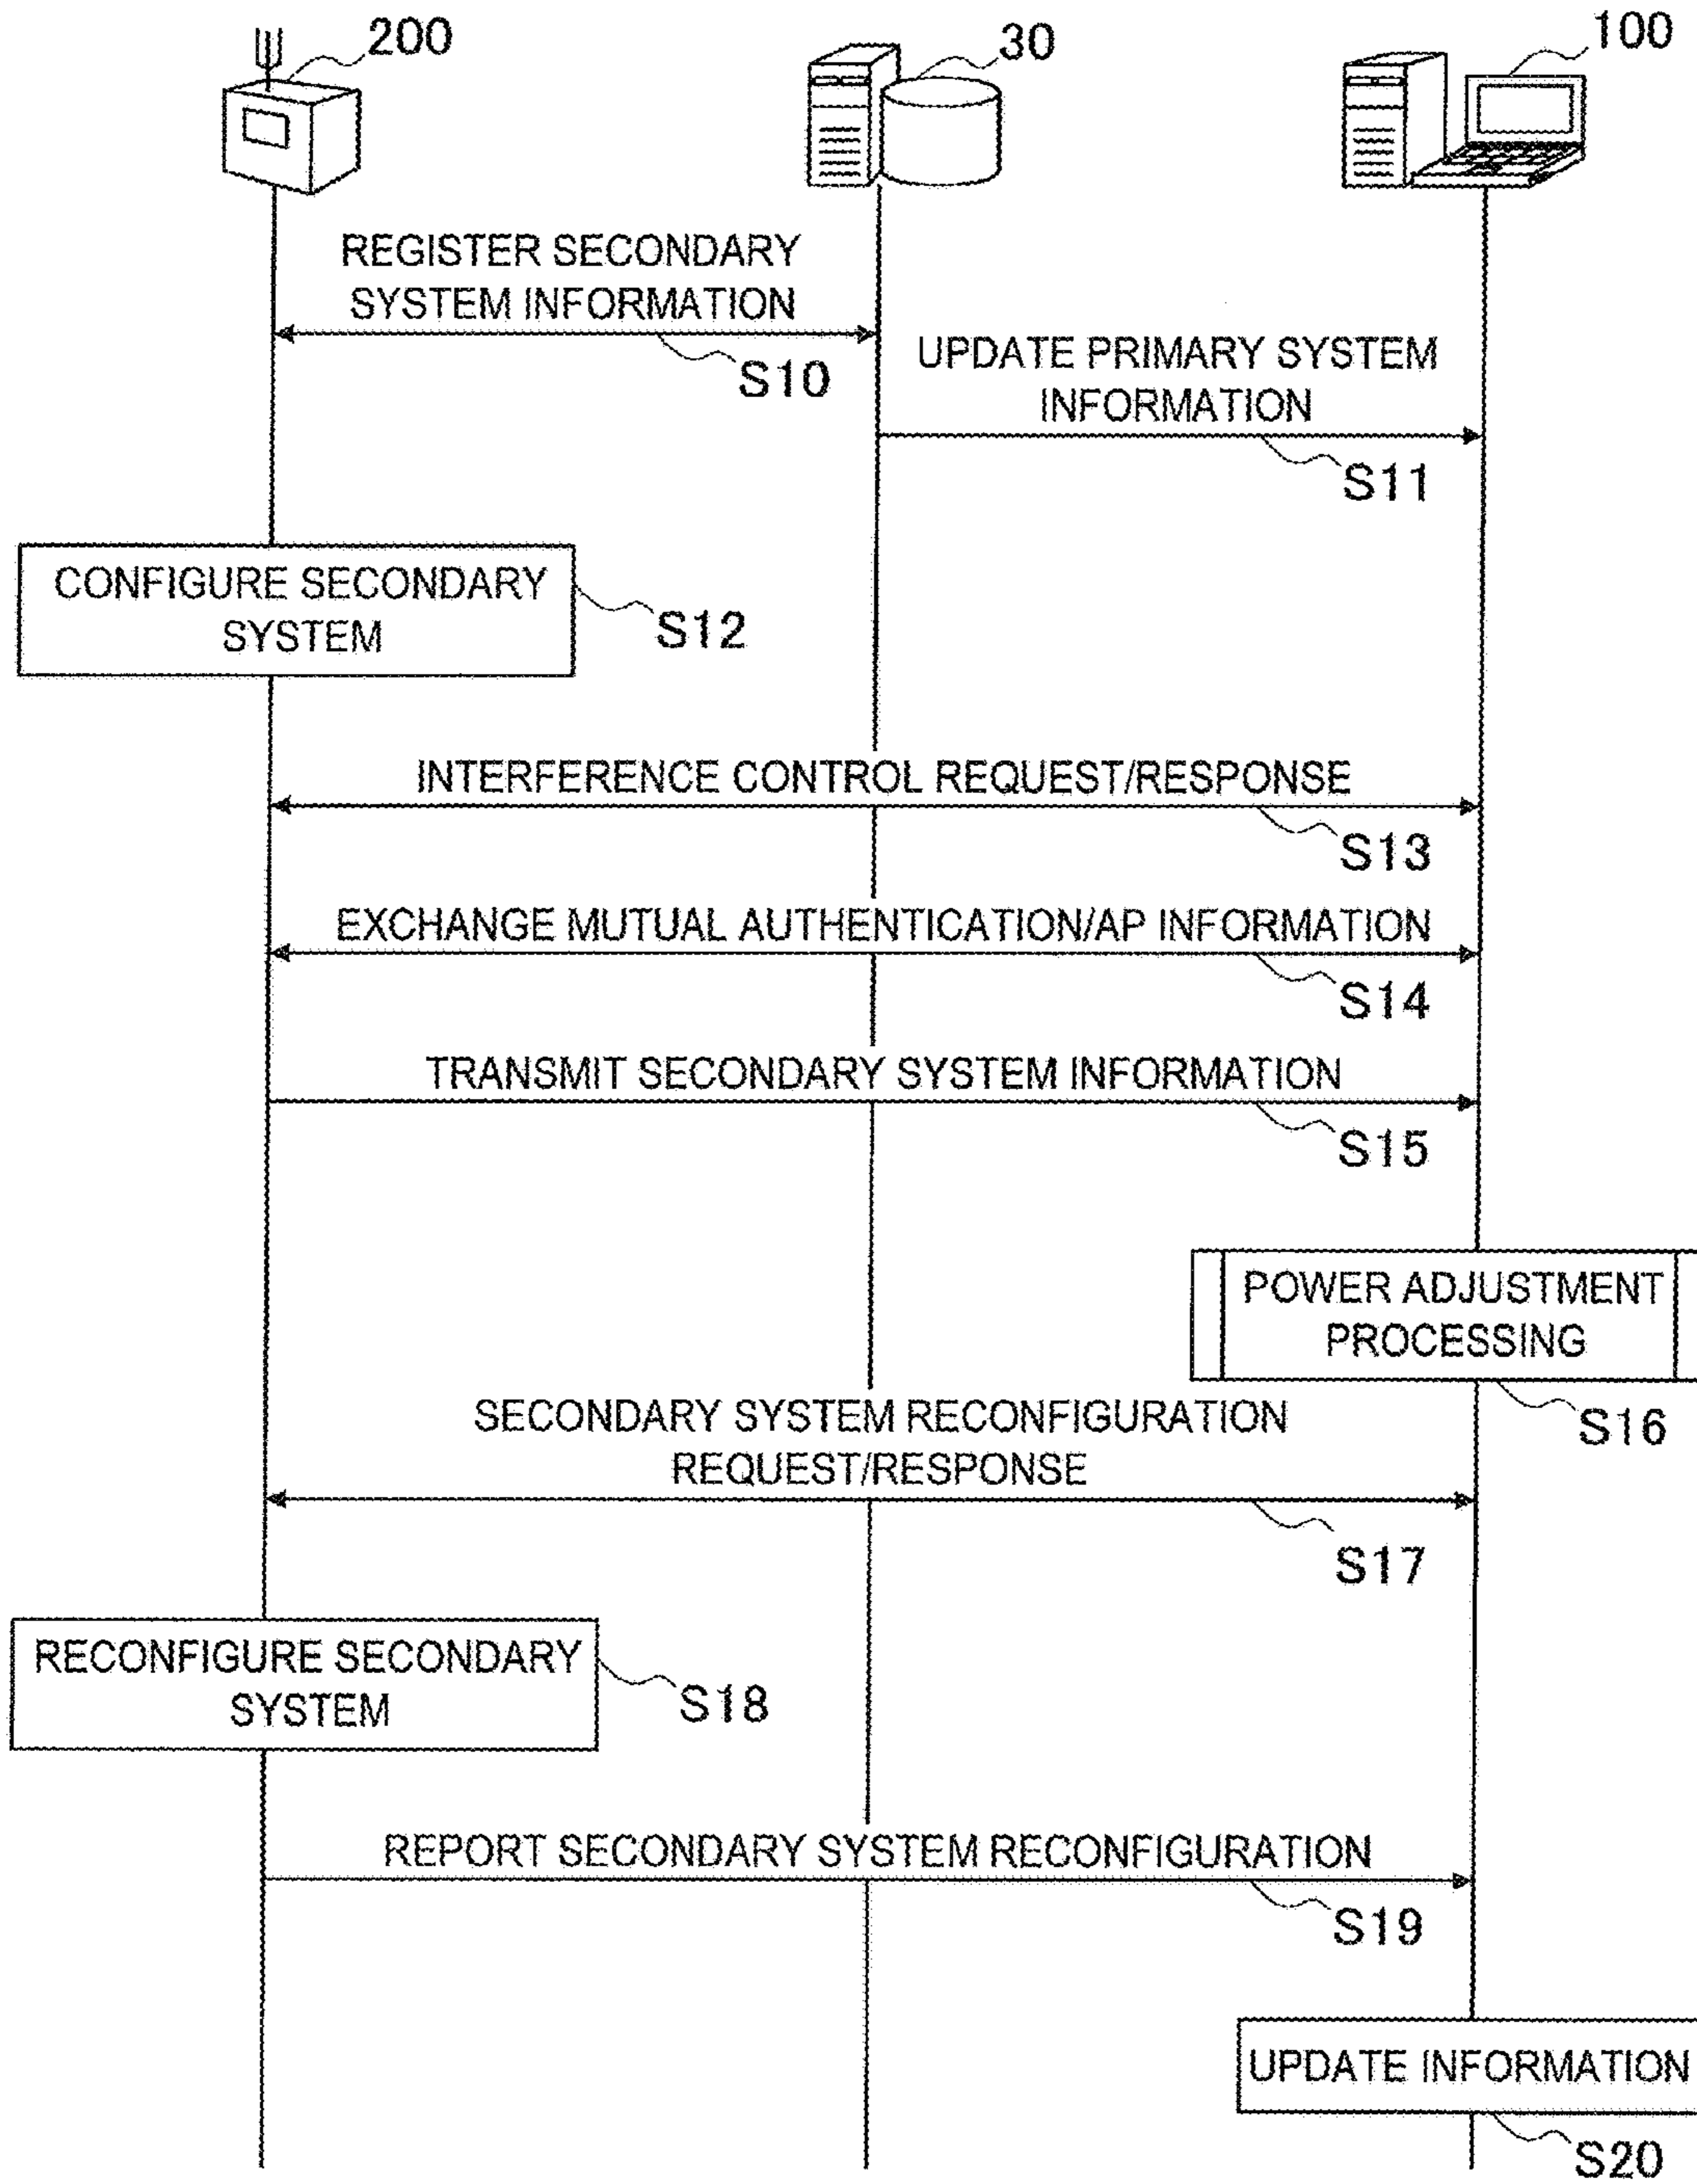 200
30
100
REGISTER SECONDARY
SYSTEM INFORMATION
S10
UPDATE PRIMARY SYSTEM
INFORMATION
S11
CONFIGURE SECONDARY
SYSTEM
S12
INTERFERENCE CONTROL REQUEST/RESPONSE
S13
EXCHANGE MUTUAL AUTHENTICATION/AP INFORMATION
S14
TRANSMIT SECONDARY SYSTEM INFORMATION
S15
POWER ADJUSTMENT
PROCESSING
S16
SECONDARY SYSTEM RECONFIGURATION
REQUEST/RESPONSE
S17
RECONFIGURE SECONDARY
SYSTEM
S18
REPORT SECONDARY SYSTEM RECONFIGURATION
S19
UPDATE INFORMATION
S20